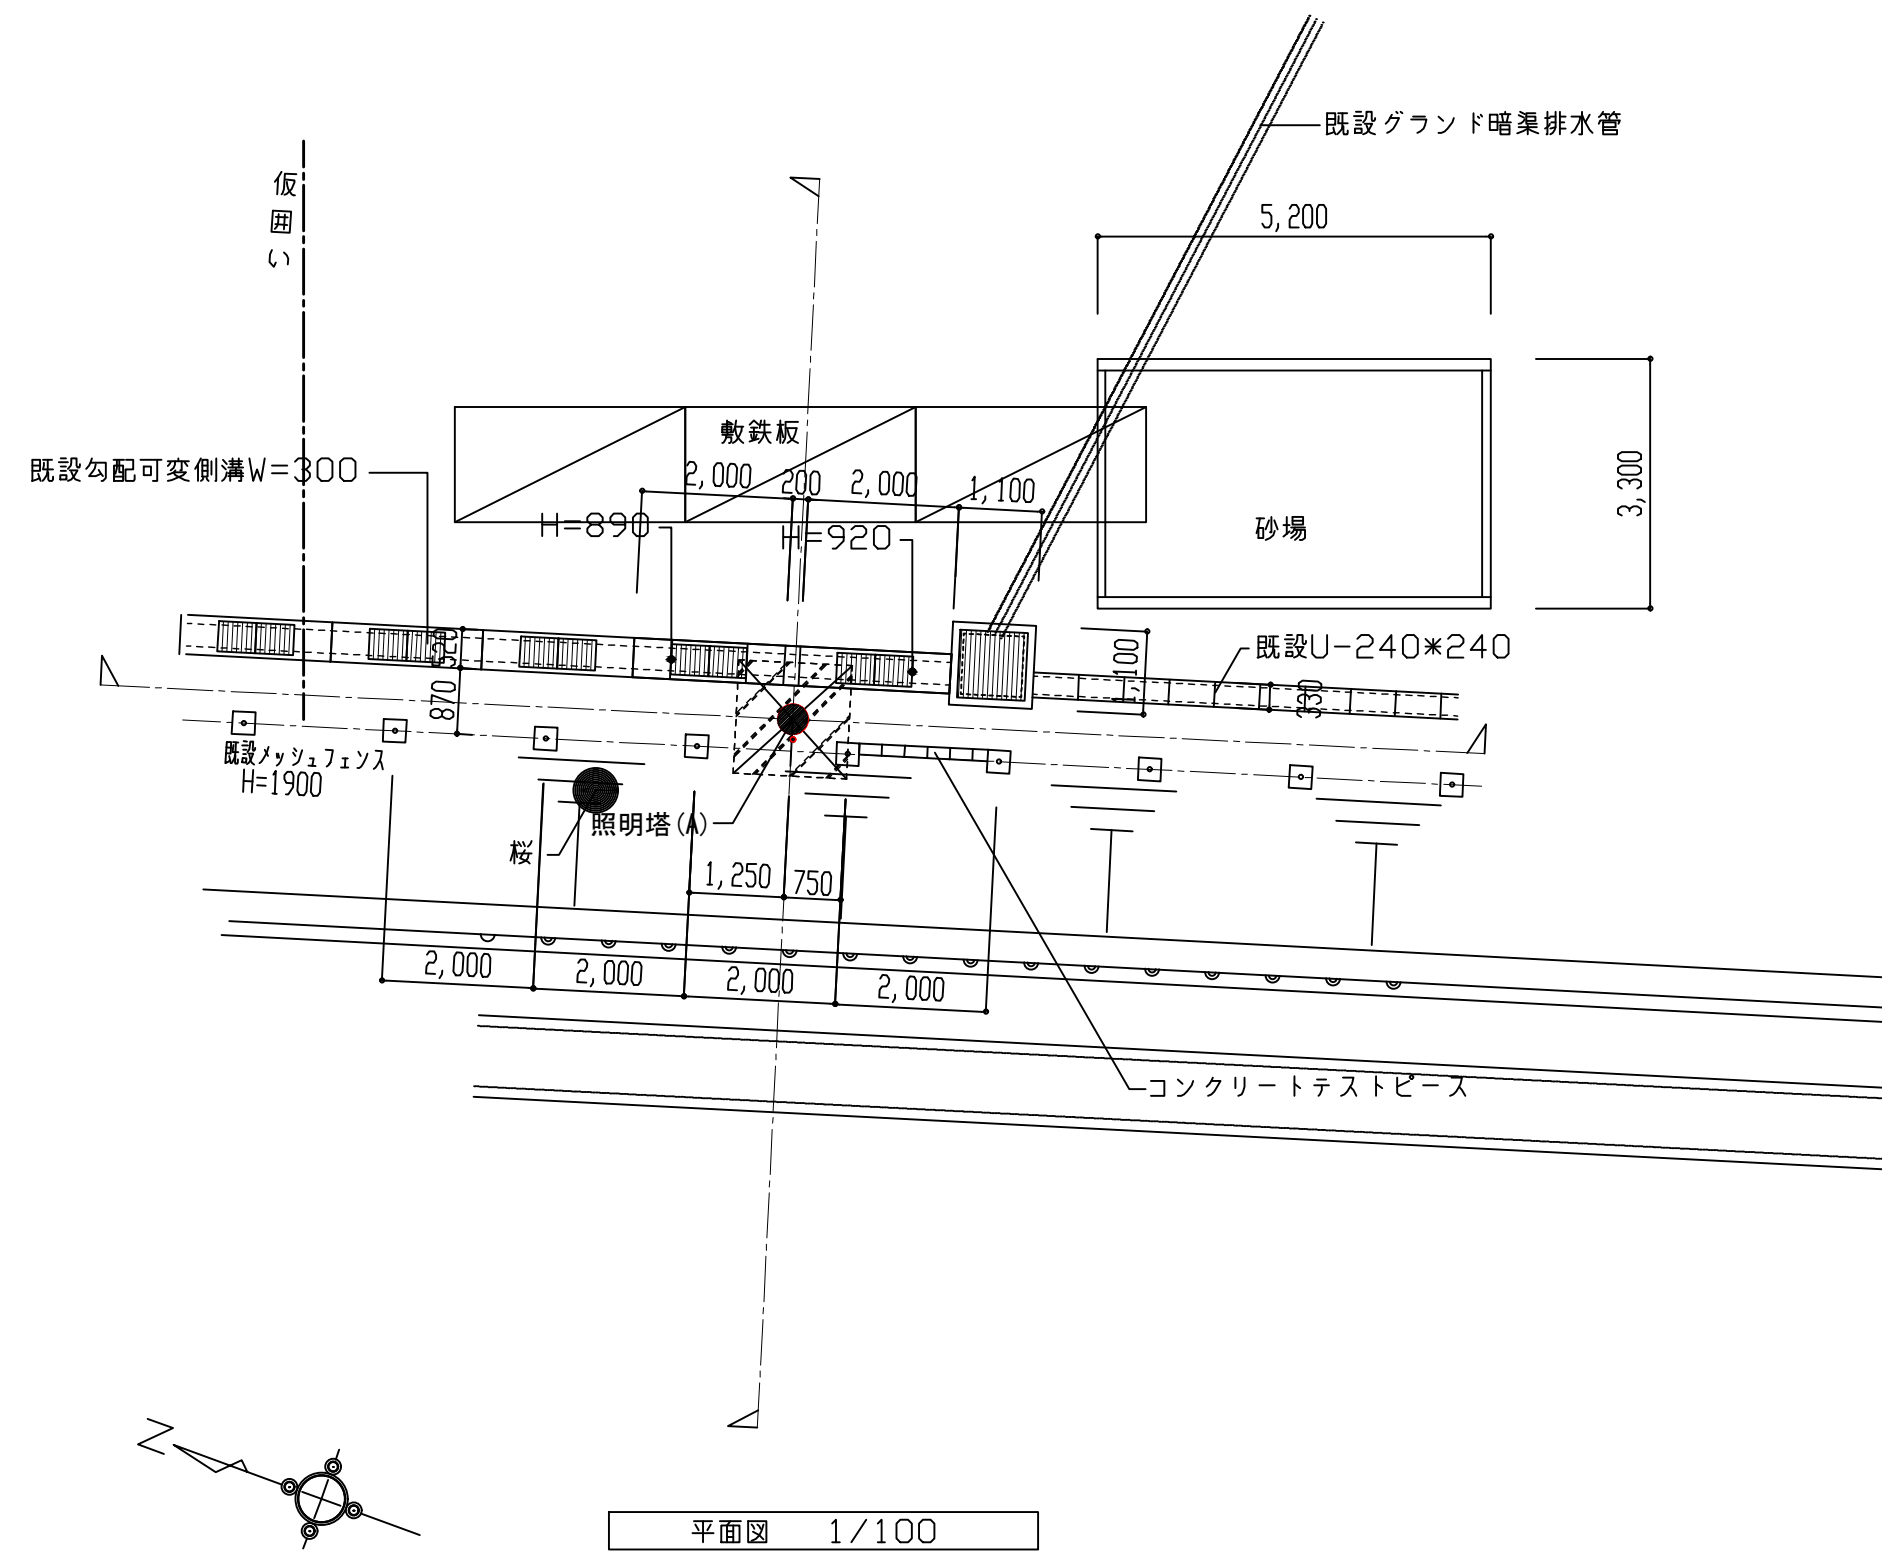 既設グランド暗渠排水管
仮囲い
5,200
敷鉄板
既設勾配可変側溝W=300
2,000
200
2,000
1,100
3,300
H=890
H=920
砂場
520
870
1,100
既設U-240*240
330
既設メッシュフェンス
H=1900
照明塔(A)
桜
1,250
750
2,000
2,000
2,000
2,000
コンクリートテストピース
N
平面図 1/100